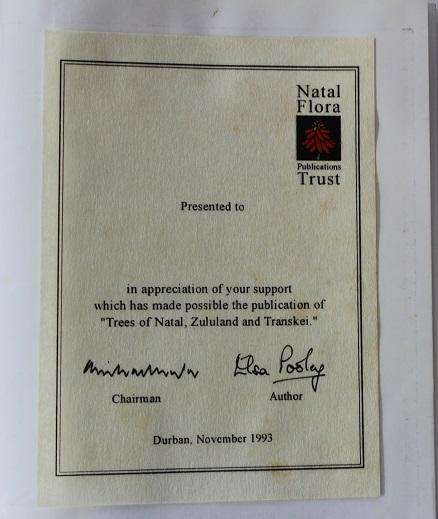 Natal
Flora
Publications
Trust
Presented to
in appreciation of your support
which has made possible the publication of
"Trees of Natal, Zululand and Transkei."
Elsa Pooley
Chairman
Author
Durban, November 1993